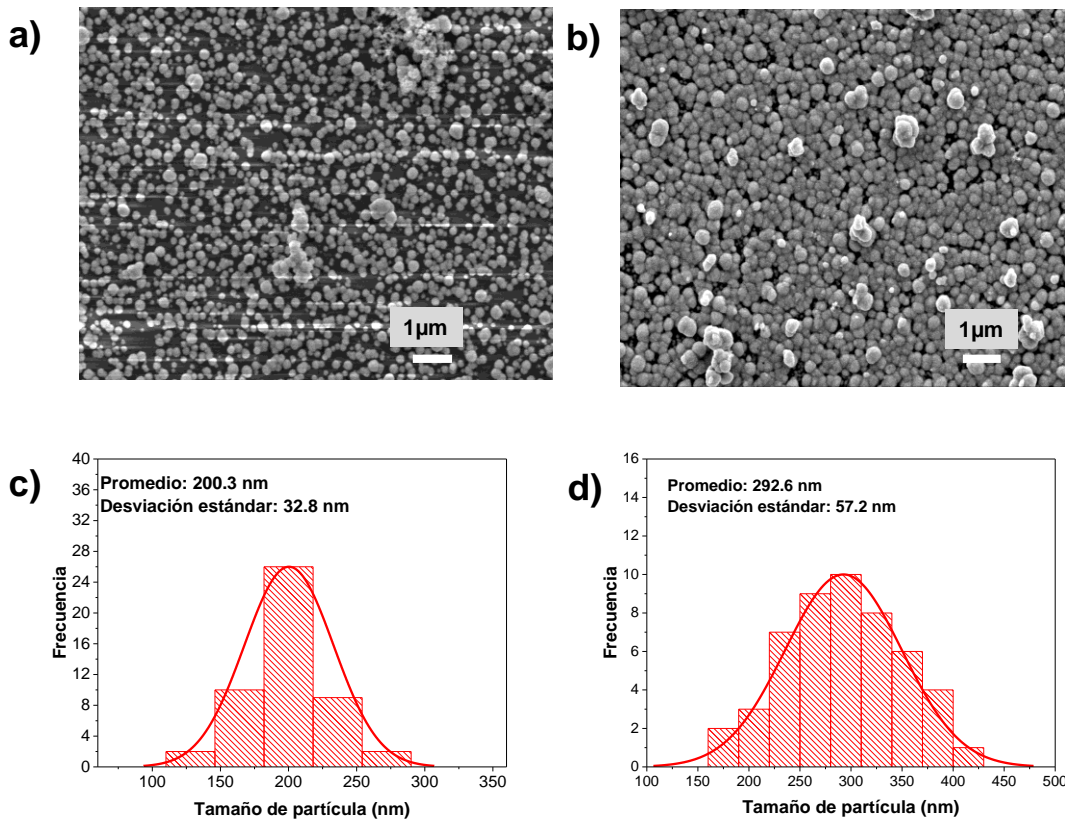 a)
b)
1µm
1µm
c)
Promedio: 200.3 nm
Desviación estándar: 32.8 nm
40
36
32
28
24
20
16
12
8
4
0
Frecuencia
100
150
200
250
300
350
Tamaño de partícula (nm)
d)
Promedio: 292.6 nm
Desviación estándar: 57.2 nm
16
14
12
10
8
6
4
2
0
Frecuencia
100
150
200
250
300
350
400
450
500
Tamaño de partícula (nm)